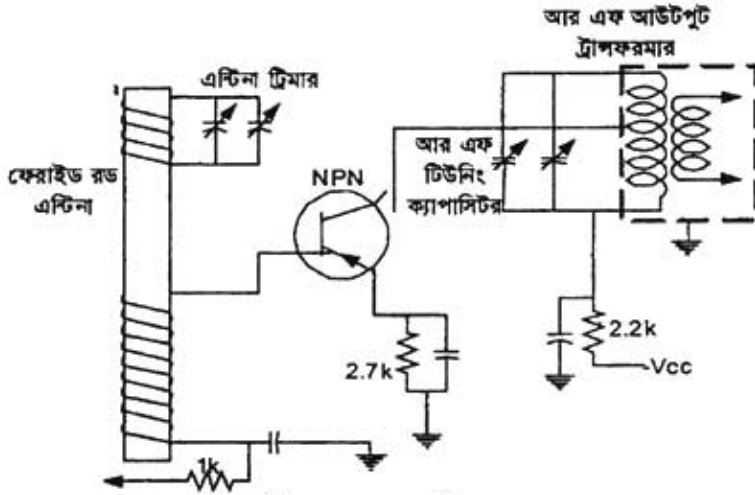 আর এফ আউটপুট
ট্রান্সফরমার
এন্টিনা ট্রিমার
আর এফ
টিউনিং
ক্যাপাসিটর
NPN
ফেরাইড রড
এন্টিনা
2.7k
2.2k
-Vcc
1k